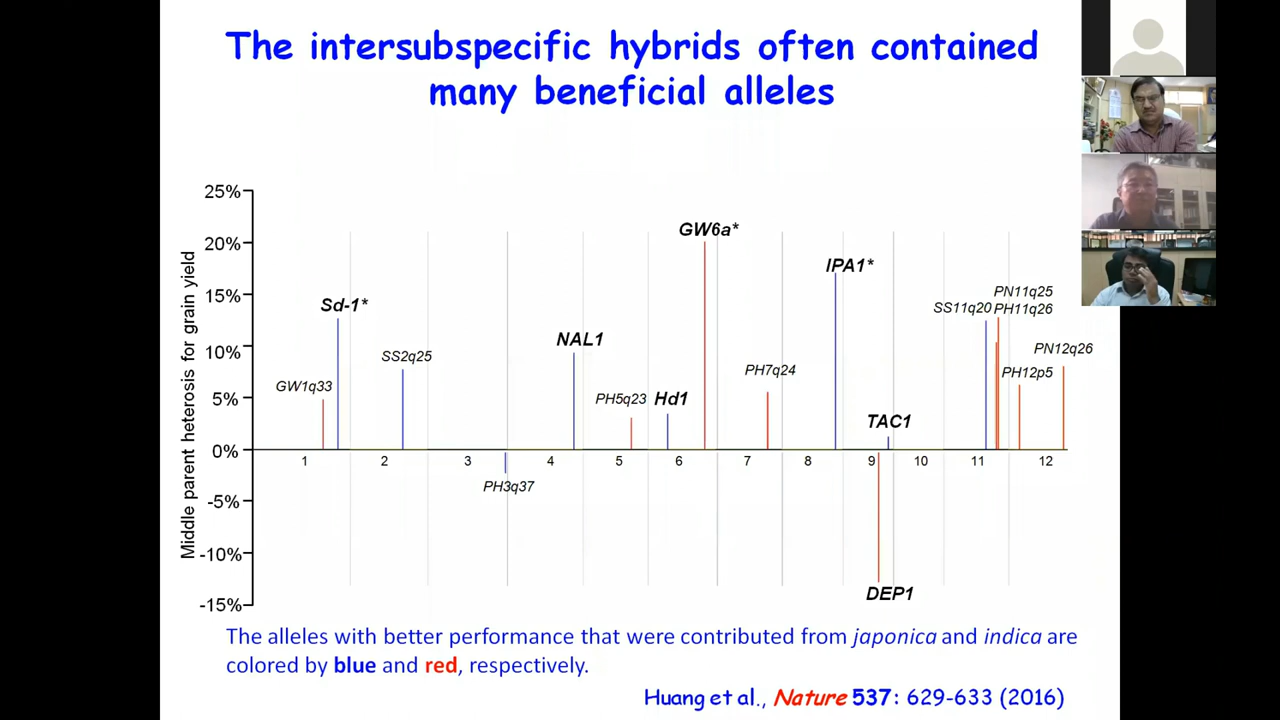 The intersubspecific hybrids often contained
many beneficial alleles
Middle parent heterosis for grain yield
25%
20%
15%
10%
5%
0%
-5%
-10%
-15%
GW1q33
Sd-1*
SS2q25
PH3q37
NAL1
PH5q23
Hd1
GW6a*
PH7q24
IPA1*
TAC1
DEP1
SS11q20
PN11q25
PH11q26
PH12p5
PN12q26
1 2 3 4 5 6 7 8 9 10 11 12
The alleles with better performance that were contributed from japonica and indica are
colored by blue and red, respectively.
Huang et al., Nature 537: 629-633 (2016)